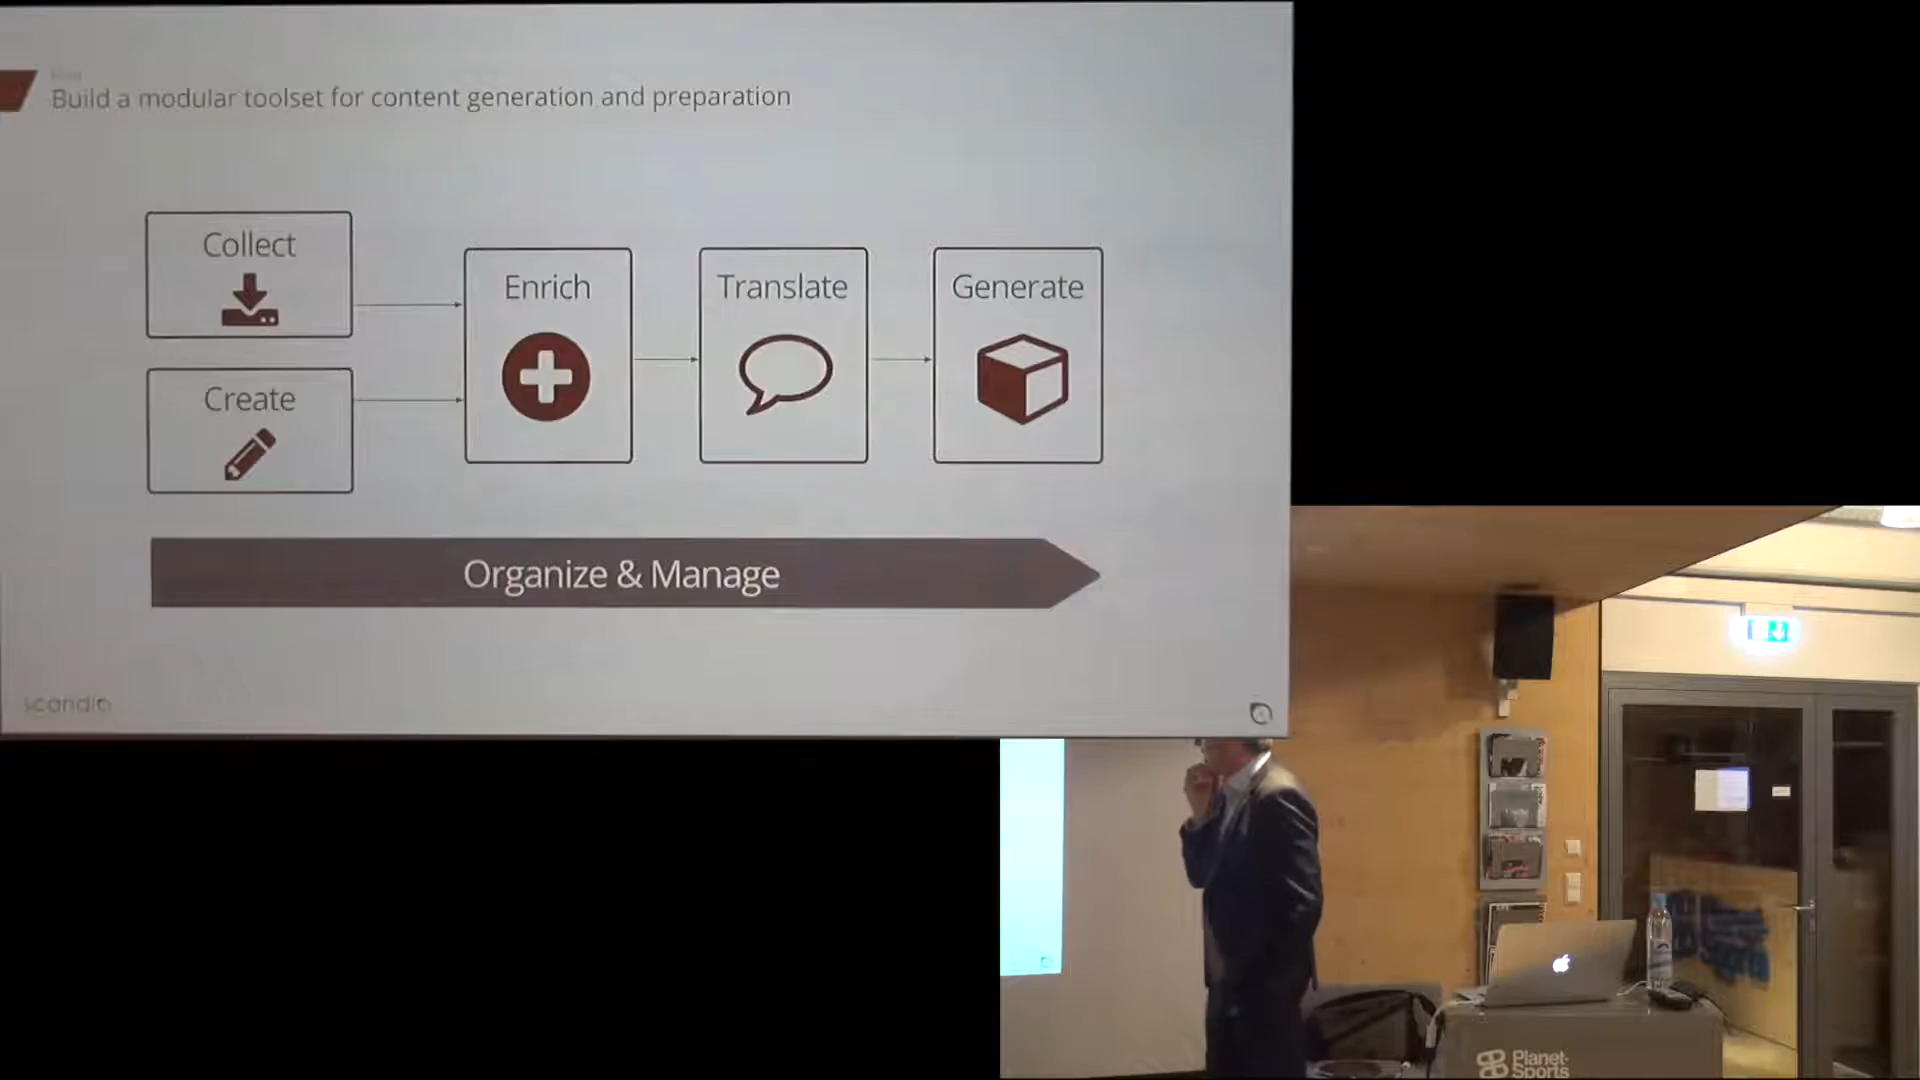 Build a modular toolset for content generation and preparation
Collect
Create
Enrich
Translate
Generate
Organize & Manage
scandio
Planet-
Sports